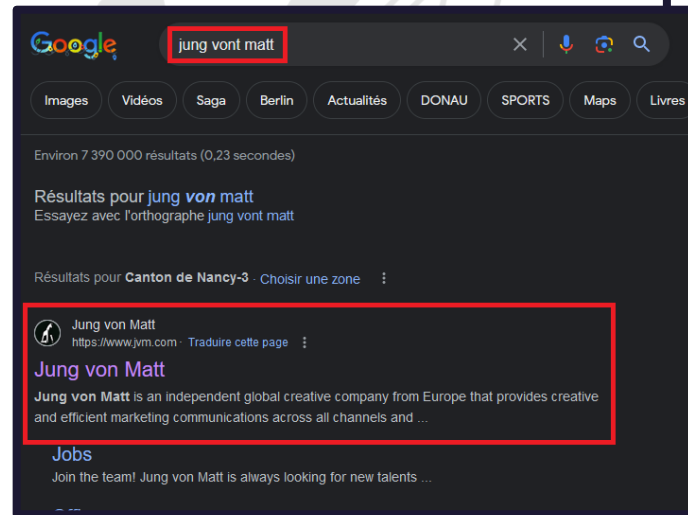 Google
jung vont matt
Images Vidéos Saga Berlin Actualités DONAU SPORTS Maps Livres
Environ 7 390 000 résultats (0,23 secondes)
Résultats pour jung von matt
Essayez avec l'orthographe jung vont matt
Résultats pour Canton de Nancy-3 · Choisir une zone
Jung von Matt
https://www.jvm.com · Traduire cette page
Jung von Matt
Jung von Matt is an independent global creative company from Europe that provides creative
and efficient marketing communications across all channels and ...
Jobs
Join the team! Jung von Matt is always looking for new talents ...